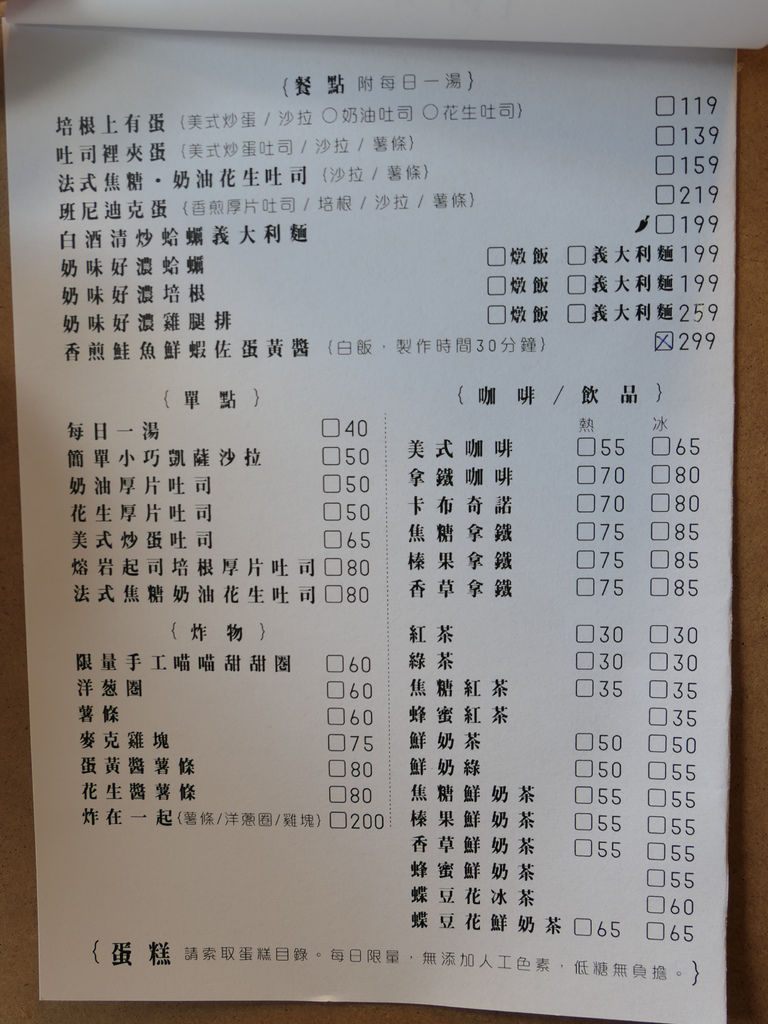 {餐點 附每日一湯}
培根上有蛋 {美式炒蛋 / 沙拉 ○奶油吐司 ○花生吐司} □119
吐司裡夾蛋 {美式炒蛋吐司 / 沙拉 / 薯條} □139
法式焦糖・奶油花生吐司 {沙拉 / 薯條} □159
班尼迪克蛋 {香煎厚片吐司 / 培根 / 沙拉 / 薯條} □219
白酒清炒蛤蠣義大利麵 □199
奶味好濃蛤蠣 □燉飯 □義大利麵 199
奶味好濃培根 □燉飯 □義大利麵 199
奶味好濃雞腿排 □燉飯 □義大利麵 259
香煎鮭魚鮮蝦佐蛋黃醬 {白飯，製作時間30分鐘} ☒299
{單點}
每日一湯 □40
簡單小巧凱薩沙拉 □50
奶油厚片吐司 □50
花生厚片吐司 □50
美式炒蛋吐司 □65
熔岩起司培根厚片吐司 □80
法式焦糖奶油花生吐司 □80
{炸物}
限量手工喵喵甜甜圈 □60
洋蔥圈 □60
薯條 □60
麥克雞塊 □75
蛋黃醬薯條 □80
花生醬薯條 □80
炸在一起{薯條/洋蔥圈/雞塊} □200
{咖啡/飲品}
熱 冰
美式咖啡 □55 □65
拿鐵咖啡 □70 □80
卡布奇諾 □70 □80
焦糖拿鐵 □75 □85
榛果拿鐵 □75 □85
香草拿鐵 □75 □85
紅茶 □30 □30
綠茶 □30 □30
焦糖紅茶 □35 □35
蜂蜜紅茶 □35
鮮奶茶 □50 □50
鮮奶綠 □50 □55
焦糖鮮奶茶 □55 □55
榛果鮮奶茶 □55 □55
香草鮮奶茶 □55 □55
蜂蜜鮮奶茶 □55
蝶豆花冰茶 □60
蝶豆花鮮奶茶 □65 □65
{蛋糕 請索取蛋糕目錄。每日限量，無添加人工色素，低糖無負擔。}